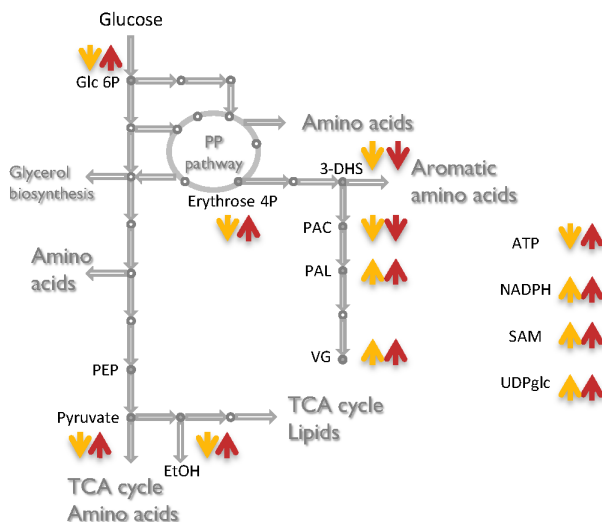 Glucose
Glc 6P
Amino acids
PP
pathway
3-DHS
Aromatic
amino acids
Glycerol
biosynthesis
Erythrose 4P
PAC
ATP
Amino
acids
PAL
NADPH
SAM
VG
PEP
UDPglc
Pyruvate
TCA cycle
Lipids
EtOH
TCA cycle
Amino acids